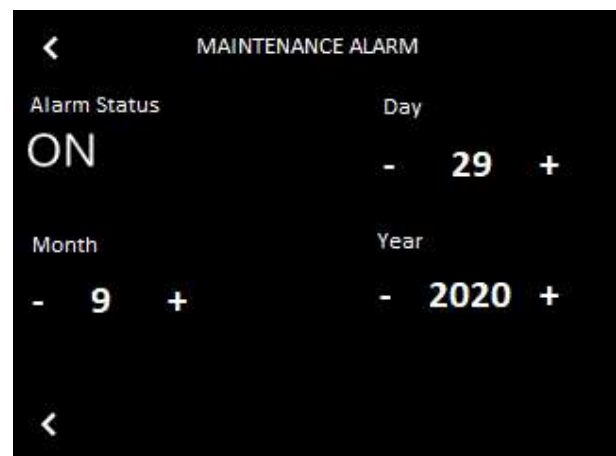 MAINTENANCE ALARM
Alarm Status
Day
ON
- 29 +
Month
Year
- 9 +
- 2020 +